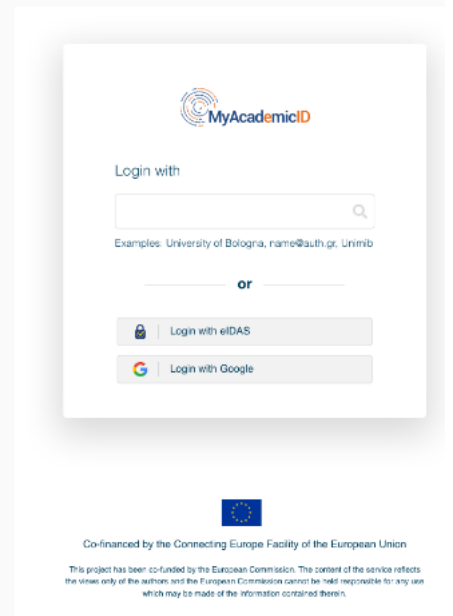 MyAcademicID
Login with
Examples: University of Bologna, name@auth.gr, Unimib
or
Login with eIDAS
G Login with Google
Co-financed by the Connecting Europe Facility of the European Union
This project has been co-funded by the European Commission. The content of the service reflects
the views only of the authors and the European Commission cannot be held responsible for any use
which may be made of the information contained therein.